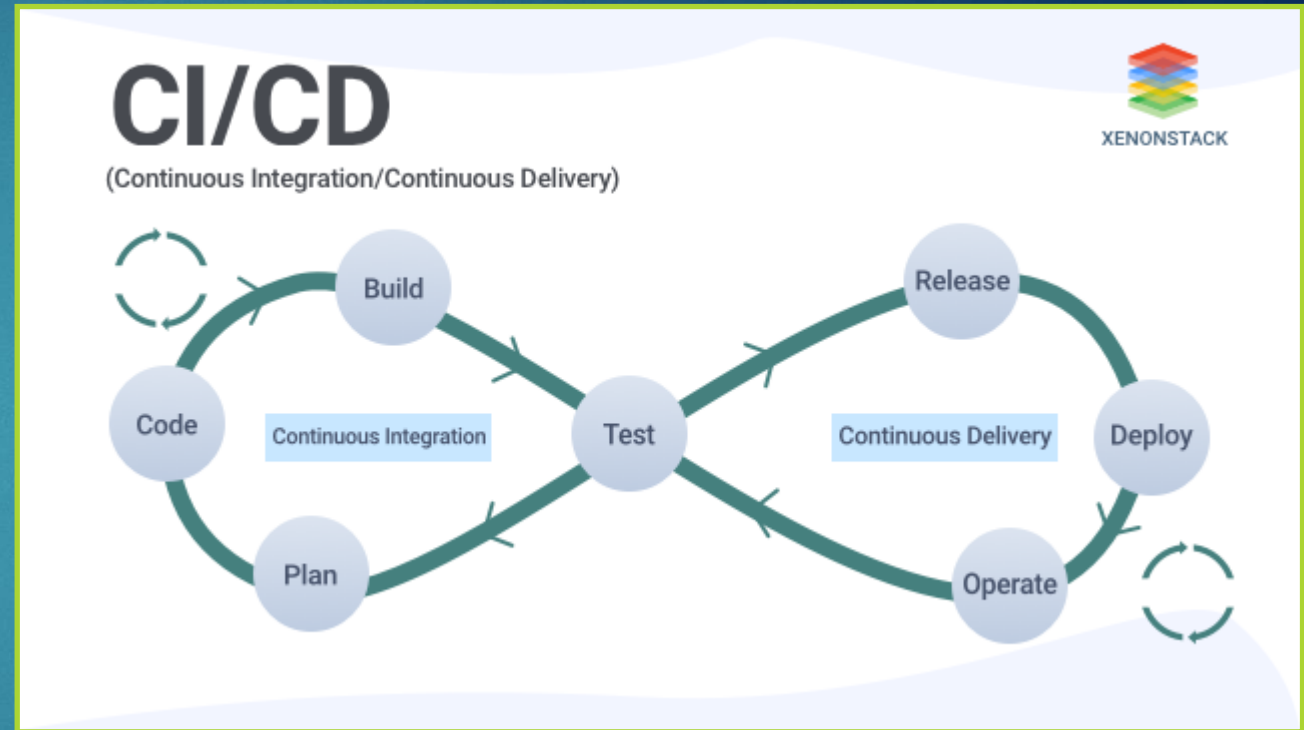 CI/CD
(Continuous Integration/Continuous Delivery)
XENONSTACK
Build
Release
Code
Continuous Integration
Test
Continuous Delivery
Deploy
Plan
Operate